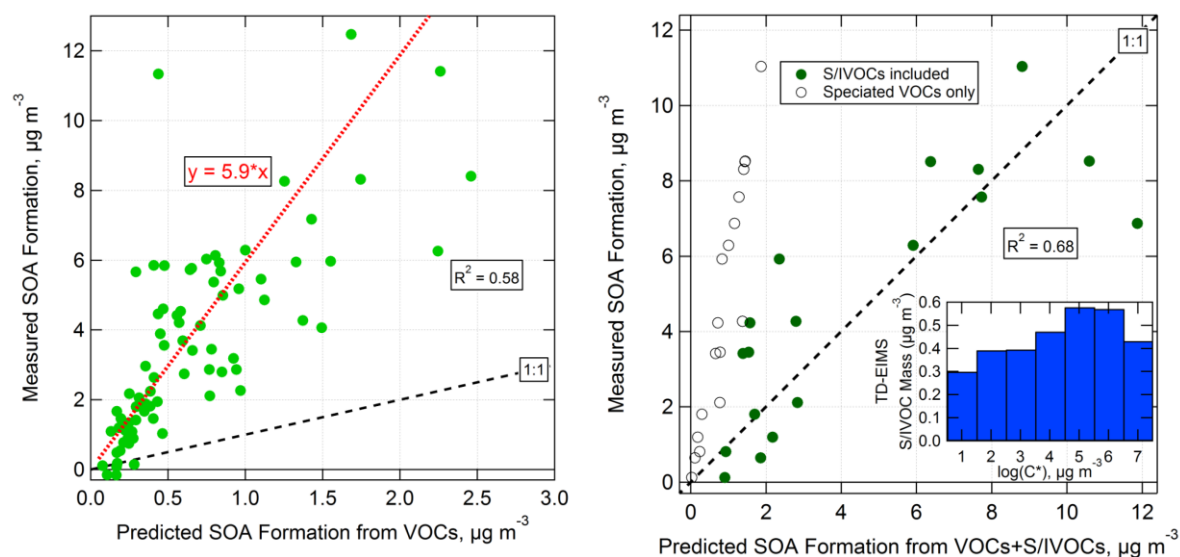 12
10
8
6
4
2
0
Measured SOA Formation, µg m⁻³
y = 5.9*x
R² = 0.58
1:1
0.0 0.5 1.0 1.5 2.0 2.5 3.0
Predicted SOA Formation from VOCs, µg m⁻³
12
10
8
6
4
2
0
Measured SOA Formation, µg m⁻³
1:1
S/IVOCs included
Speciated VOCs only
R² = 0.68
0.6
0.5
0.4
0.3
0.2
0.1
0.0
TD-EIMS
S/IVOC Mass (µg m⁻³)
1 2 3 4 5 6 7
log(C*), µg m⁻³
0 2 4 6 8 10 12
Predicted SOA Formation from VOCs+S/IVOCs, µg m⁻³